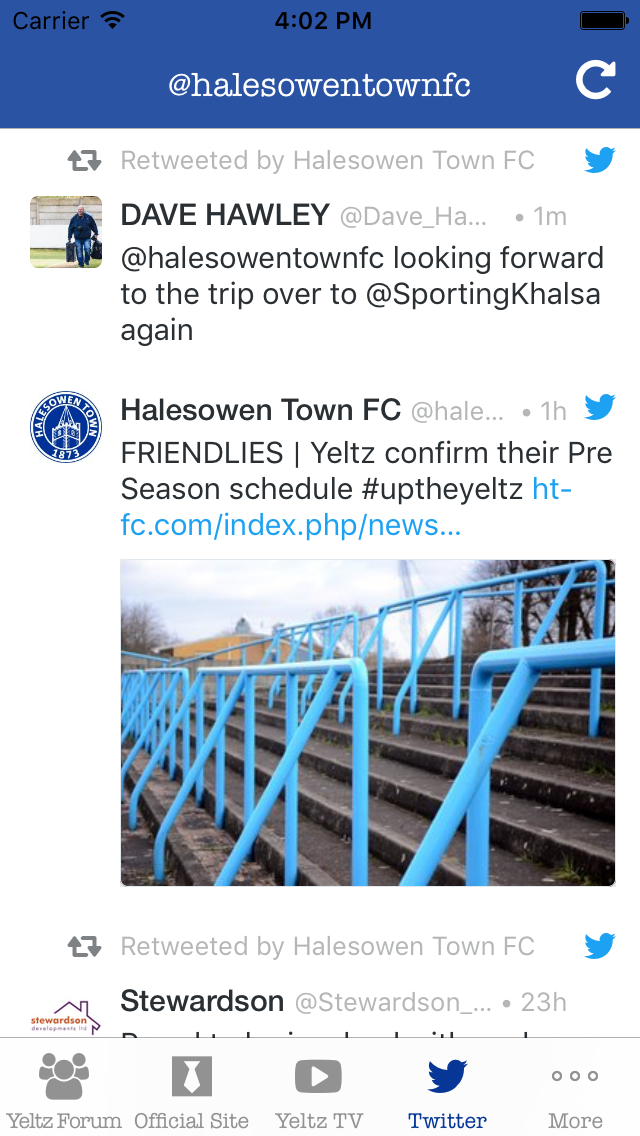 Carrier 4:02 PM
@halesowentownfc
Retweeted by Halesowen Town FC
DAVE HAWLEY @Dave_Ha... • 1m
@halesowentownfc looking forward
to the trip over to @SportingKhalsa
again
HALESOWEN TOWN
1873
Halesowen Town FC @hale... • 1h
FRIENDLIES | Yeltz confirm their Pre
Season schedule #uptheyeltz ht-
fc.com/index.php/news...
Retweeted by Halesowen Town FC
Stewardson @Stewardson_... • 23h
stewardson
developments ltd
Yeltz Forum Official Site Yeltz TV Twitter More